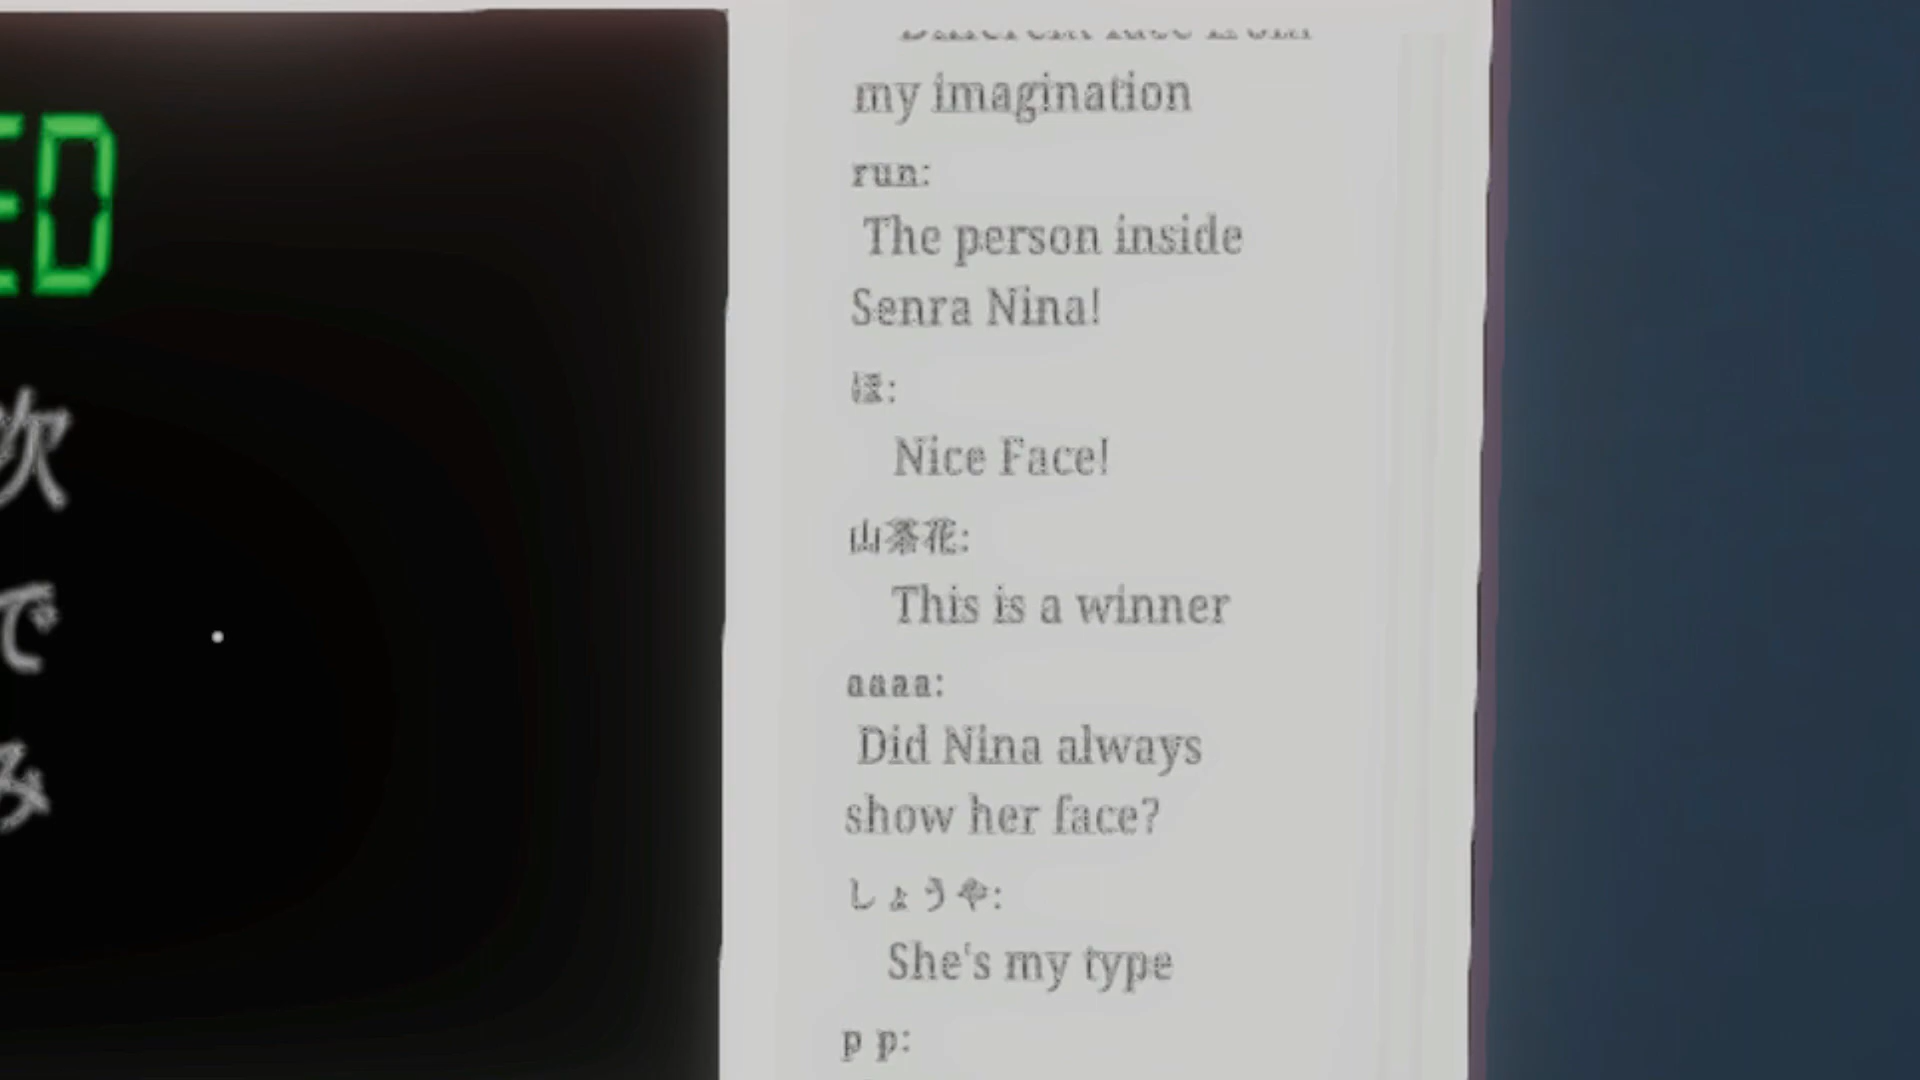 ED
次
で
み
my imagination
run:
The person inside
Senra Nina!
ほ:
Nice Face!
山茶花:
This is a winner
aaaa:
Did Nina always
show her face?
しょうや:
She's my type
p p: